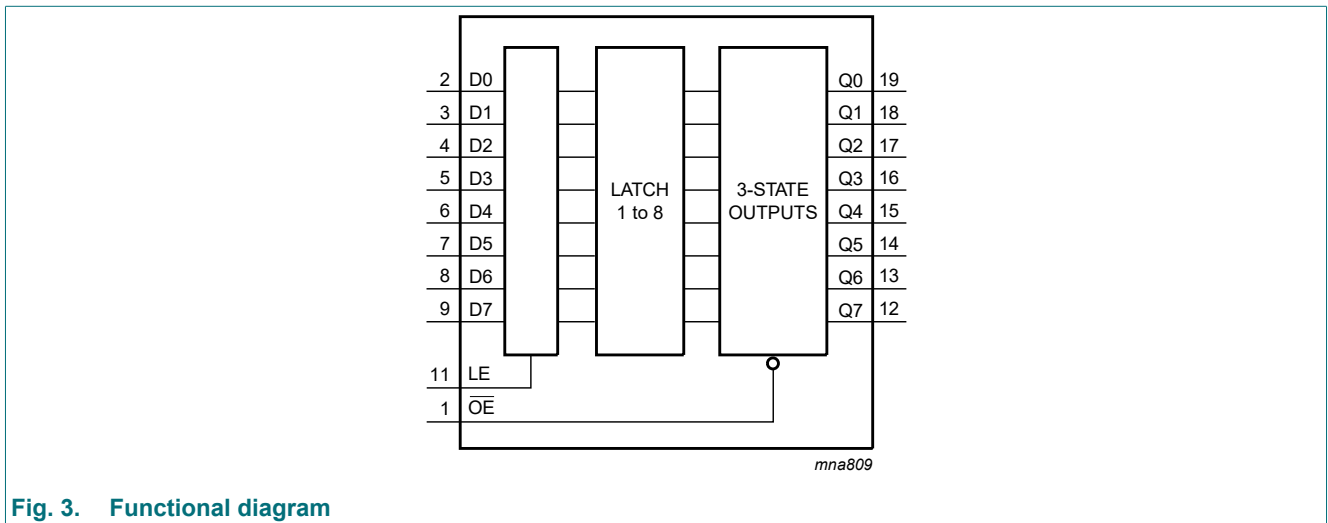 2 D0 Q0 19
3 D1 Q1 18
4 D2 Q2 17
5 D3 Q3 16
6 D4 Q4 15
7 D5 Q5 14
8 D6 Q6 13
9 D7 Q7 12
LATCH
1 to 8
3-STATE
OUTPUTS
11 LE
1 OE
mna809
Fig. 3. Functional diagram